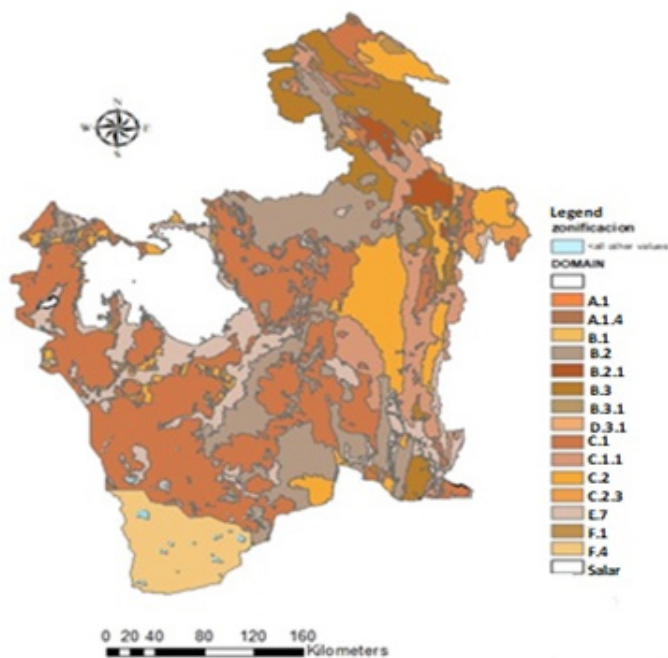 N
W E
S
Legend
zonificacion
<all other values
DOMAIN
A.1
A.1.4
B.1
B.2
B.2.1
B.3
B.3.1
D.3.1
C.1
C.1.1
C.2
C.2.3
E.7
F.1
F.4
Salar
0 20 40 80 120 160
Kilometers